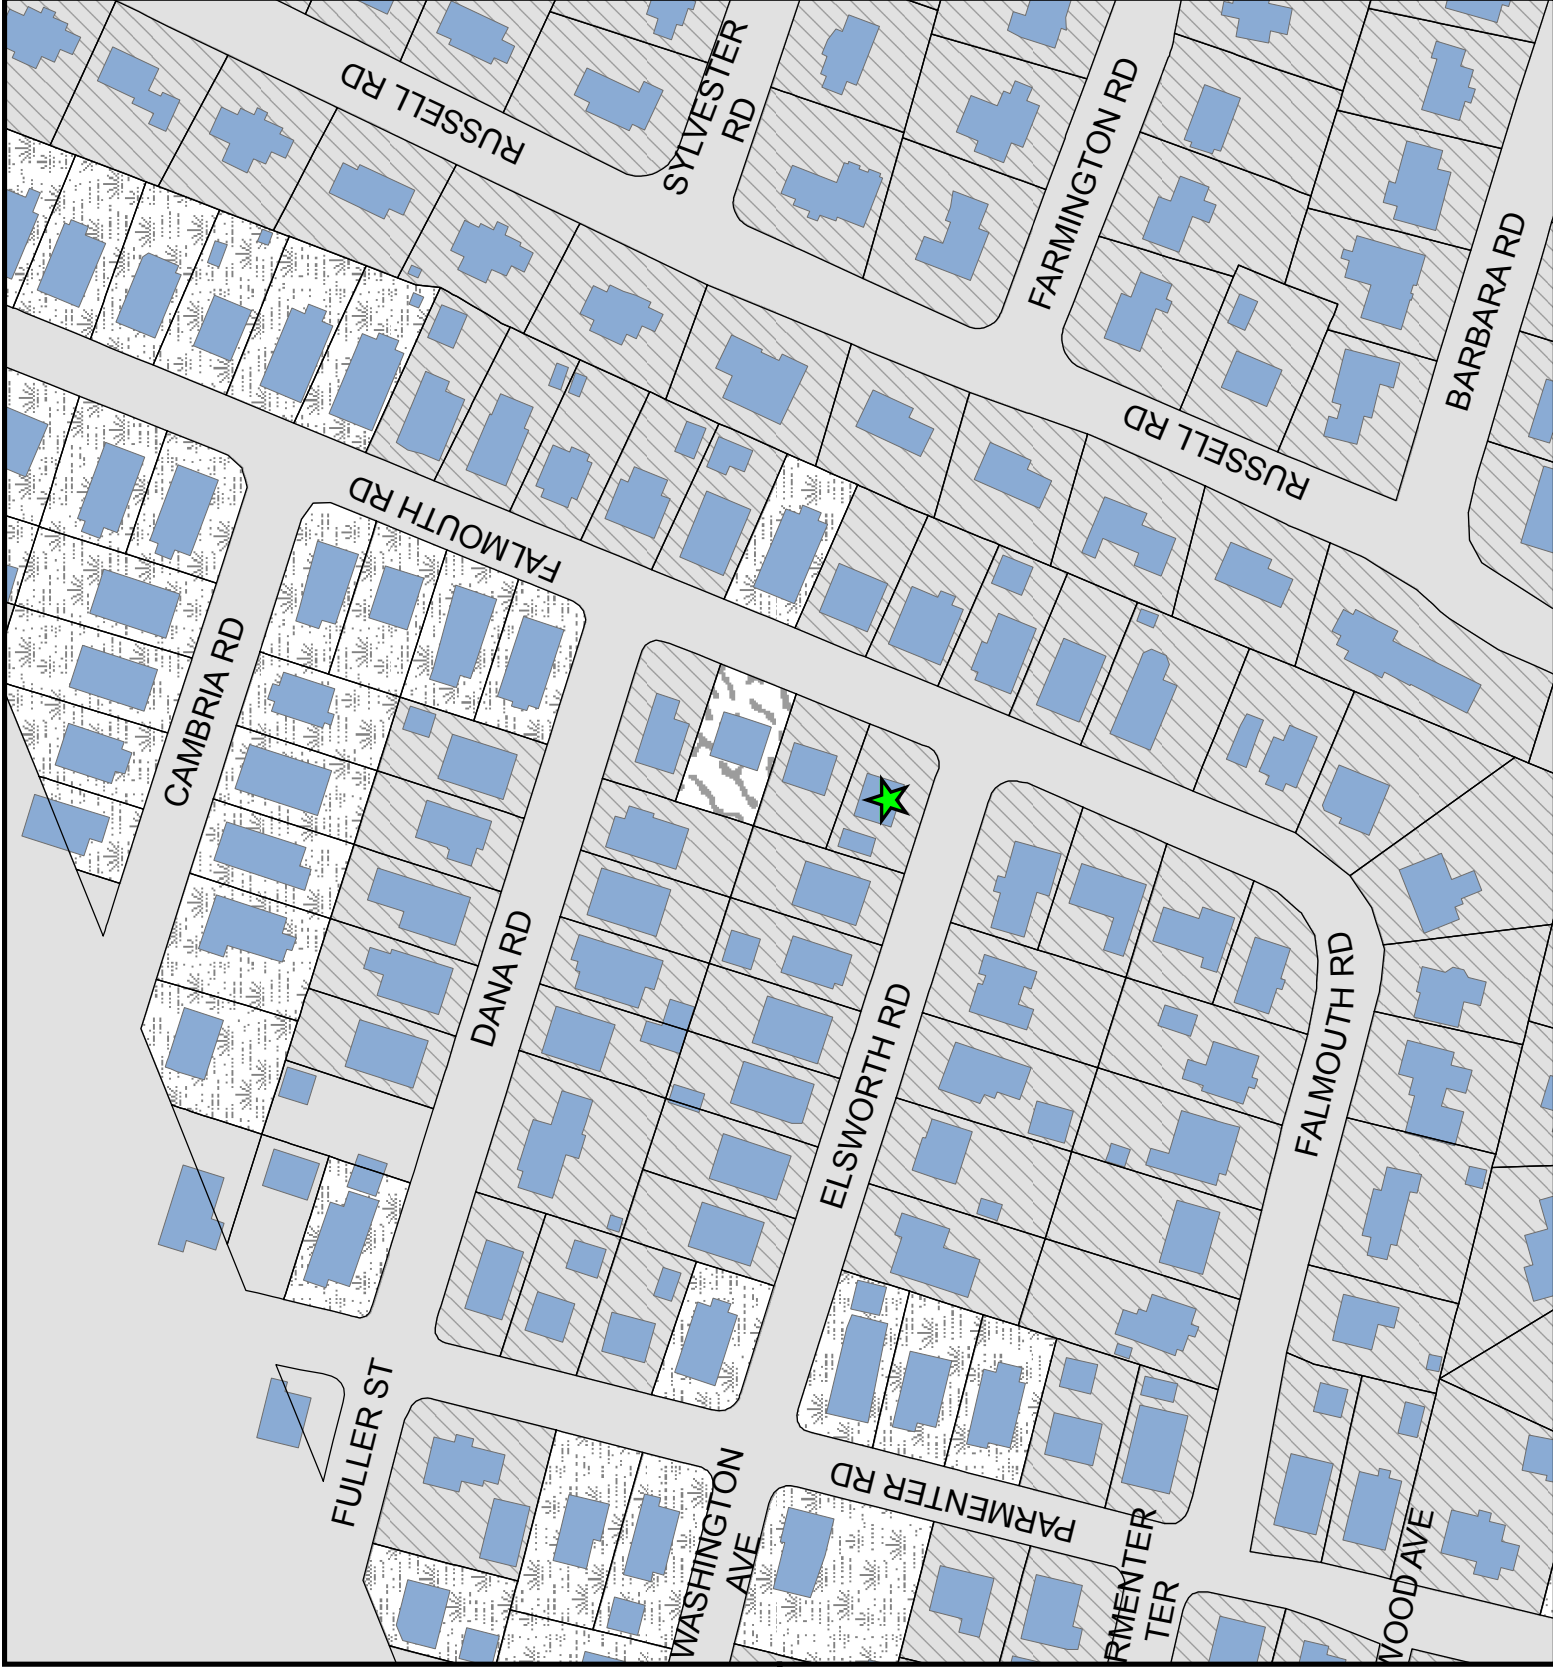 RUSSELL RD
SYLVESTER
RD
FARMINGTON RD
BARBARA RD
RUSSELL RD
FALMOUTH RD
CAMBRIA RD
DANA RD
ELSWORTH RD
FALMOUTH RD
FULLER ST
PARMENTER RD
WASHINGTON
AVE
RMENTER
TER
WOOD AVE